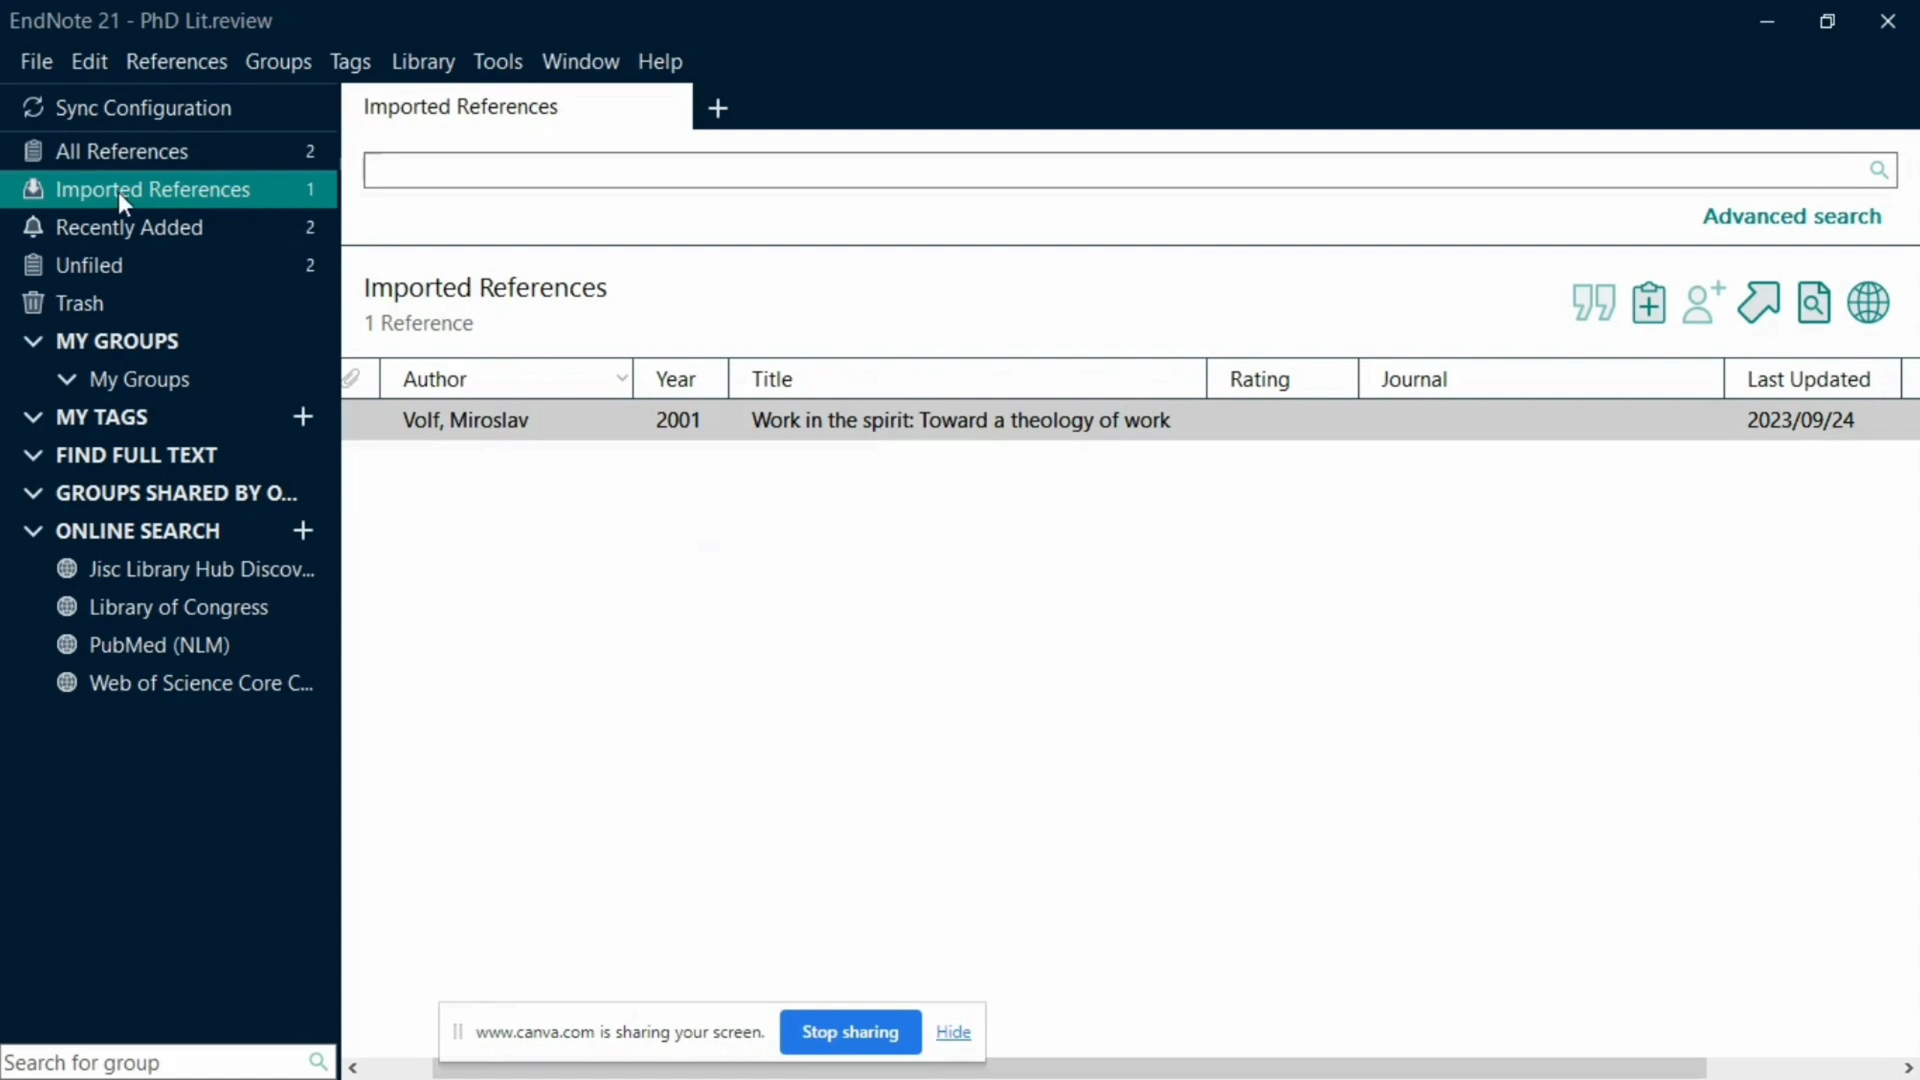 EndNote 21 - PhD Lit.review
File Edit References Groups Tags Library Tools Window Help
Sync Configuration
All References 2
Imported References 1
Recently Added 2
Unfiled 2
Trash
MY GROUPS
My Groups
MY TAGS
FIND FULL TEXT
GROUPS SHARED BY O...
ONLINE SEARCH
Jisc Library Hub Discov...
Library of Congress
PubMed (NLM)
Web of Science Core C...
Search for group
Imported References
Advanced search
Imported References
1 Reference
Author Year Title Rating Journal Last Updated
Volf, Miroslav 2001 Work in the spirit: Toward a theology of work 2023/09/24
www.canva.com is sharing your screen. Stop sharing Hide